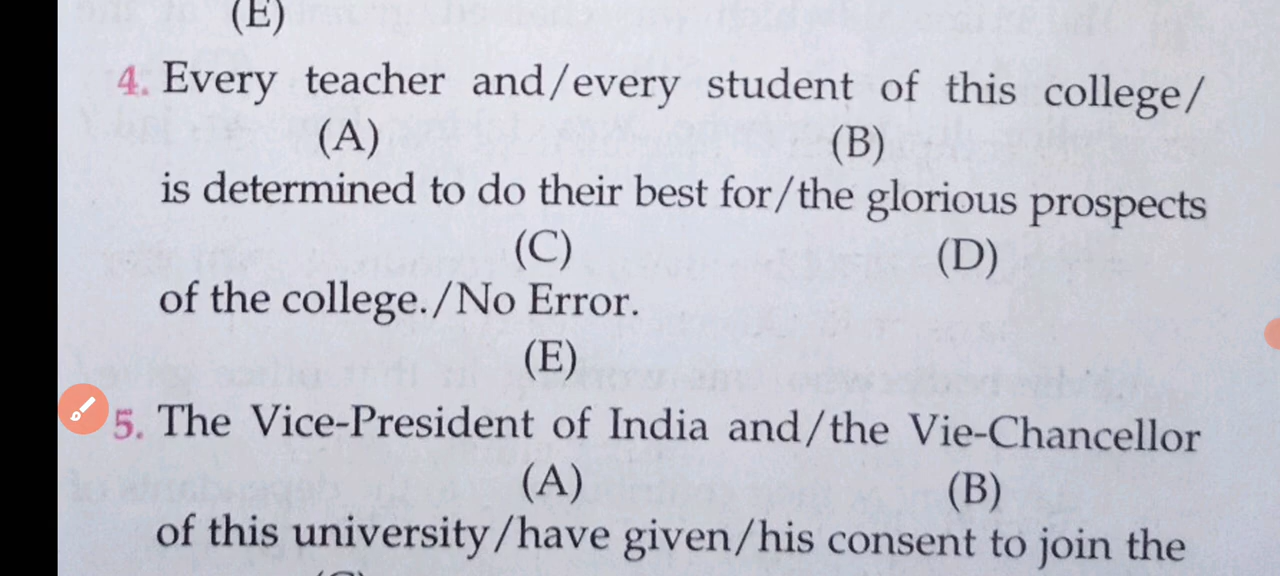 (E)
4. Every teacher and/every student of this college/
(A) (B)
is determined to do their best for/the glorious prospects
(C) (D)
of the college./No Error.
(E)
5. The Vice-President of India and/the Vie-Chancellor
(A) (B)
of this university/have given/his consent to join the